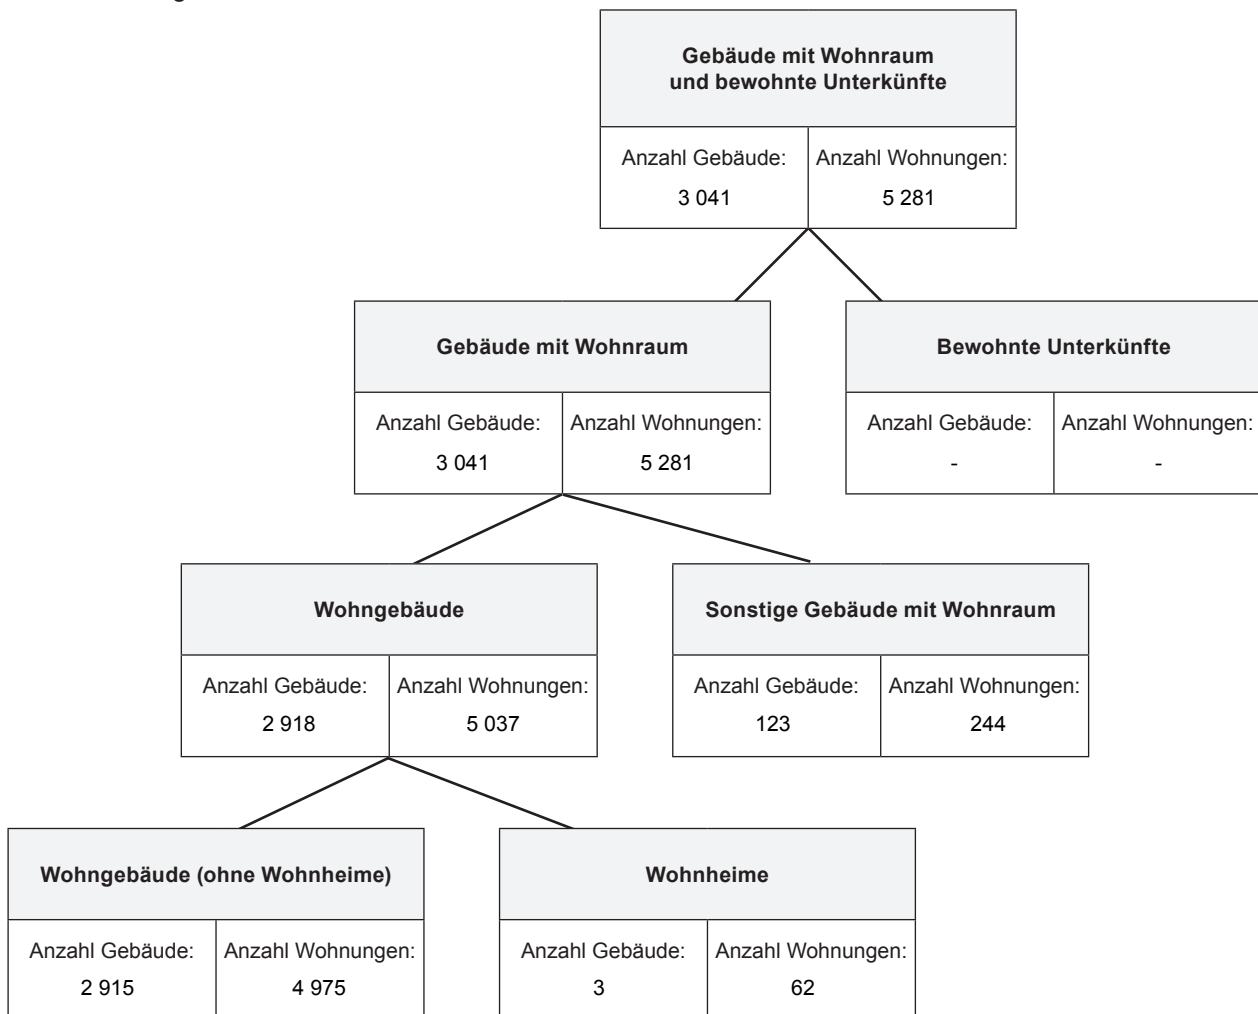 Gebäude mit Wohnraum
und bewohnte Unterkünfte
Anzahl Gebäude: Anzahl Wohnungen:
3 041 5 281
Gebäude mit Wohnraum Bewohnte Unterkünfte
Anzahl Gebäude: Anzahl Wohnungen: Anzahl Gebäude: Anzahl Wohnungen:
3 041 5 281 - -
Wohngebäude Sonstige Gebäude mit Wohnraum
Anzahl Gebäude: Anzahl Wohnungen: Anzahl Gebäude: Anzahl Wohnungen:
2 918 5 037 123 244
Wohngebäude (ohne Wohnheime) Wohnheime
Anzahl Gebäude: Anzahl Wohnungen: Anzahl Gebäude: Anzahl Wohnungen:
2 915 4 975 3 62